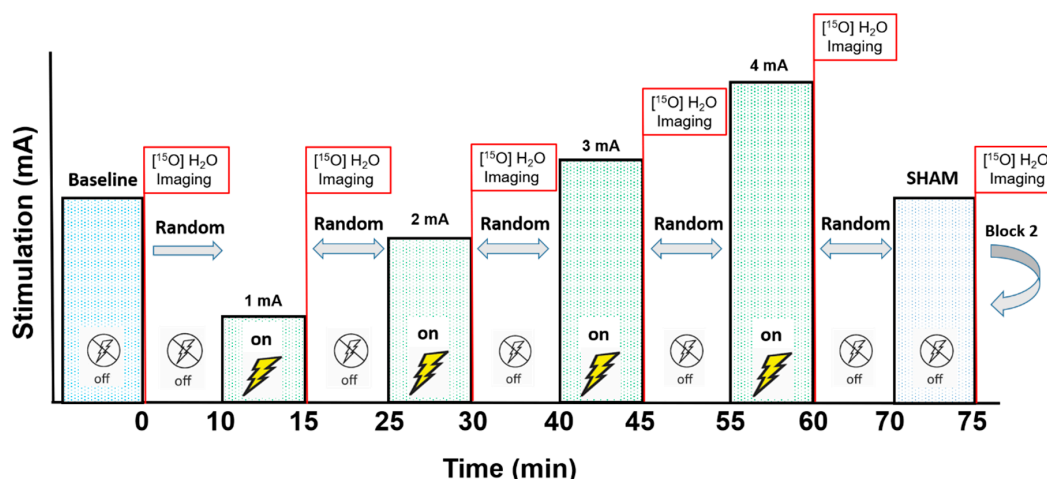 [¹⁵O] H₂O
Imaging
4 mA
[¹⁵O] H₂O
Imaging
3 mA
[¹⁵O] H₂O
Imaging
[¹⁵O] H₂O
Imaging
[¹⁵O] H₂O
Imaging
[¹⁵O] H₂O
Imaging
Baseline
SHAM
2 mA
Random
Random
Random
Random
Random
Block 2
1 mA
on
on
on
on
off
off
off
off
off
off
off
0 10 15 25 30 40 45 55 60 70 75
Time (min)
Stimulation (mA)